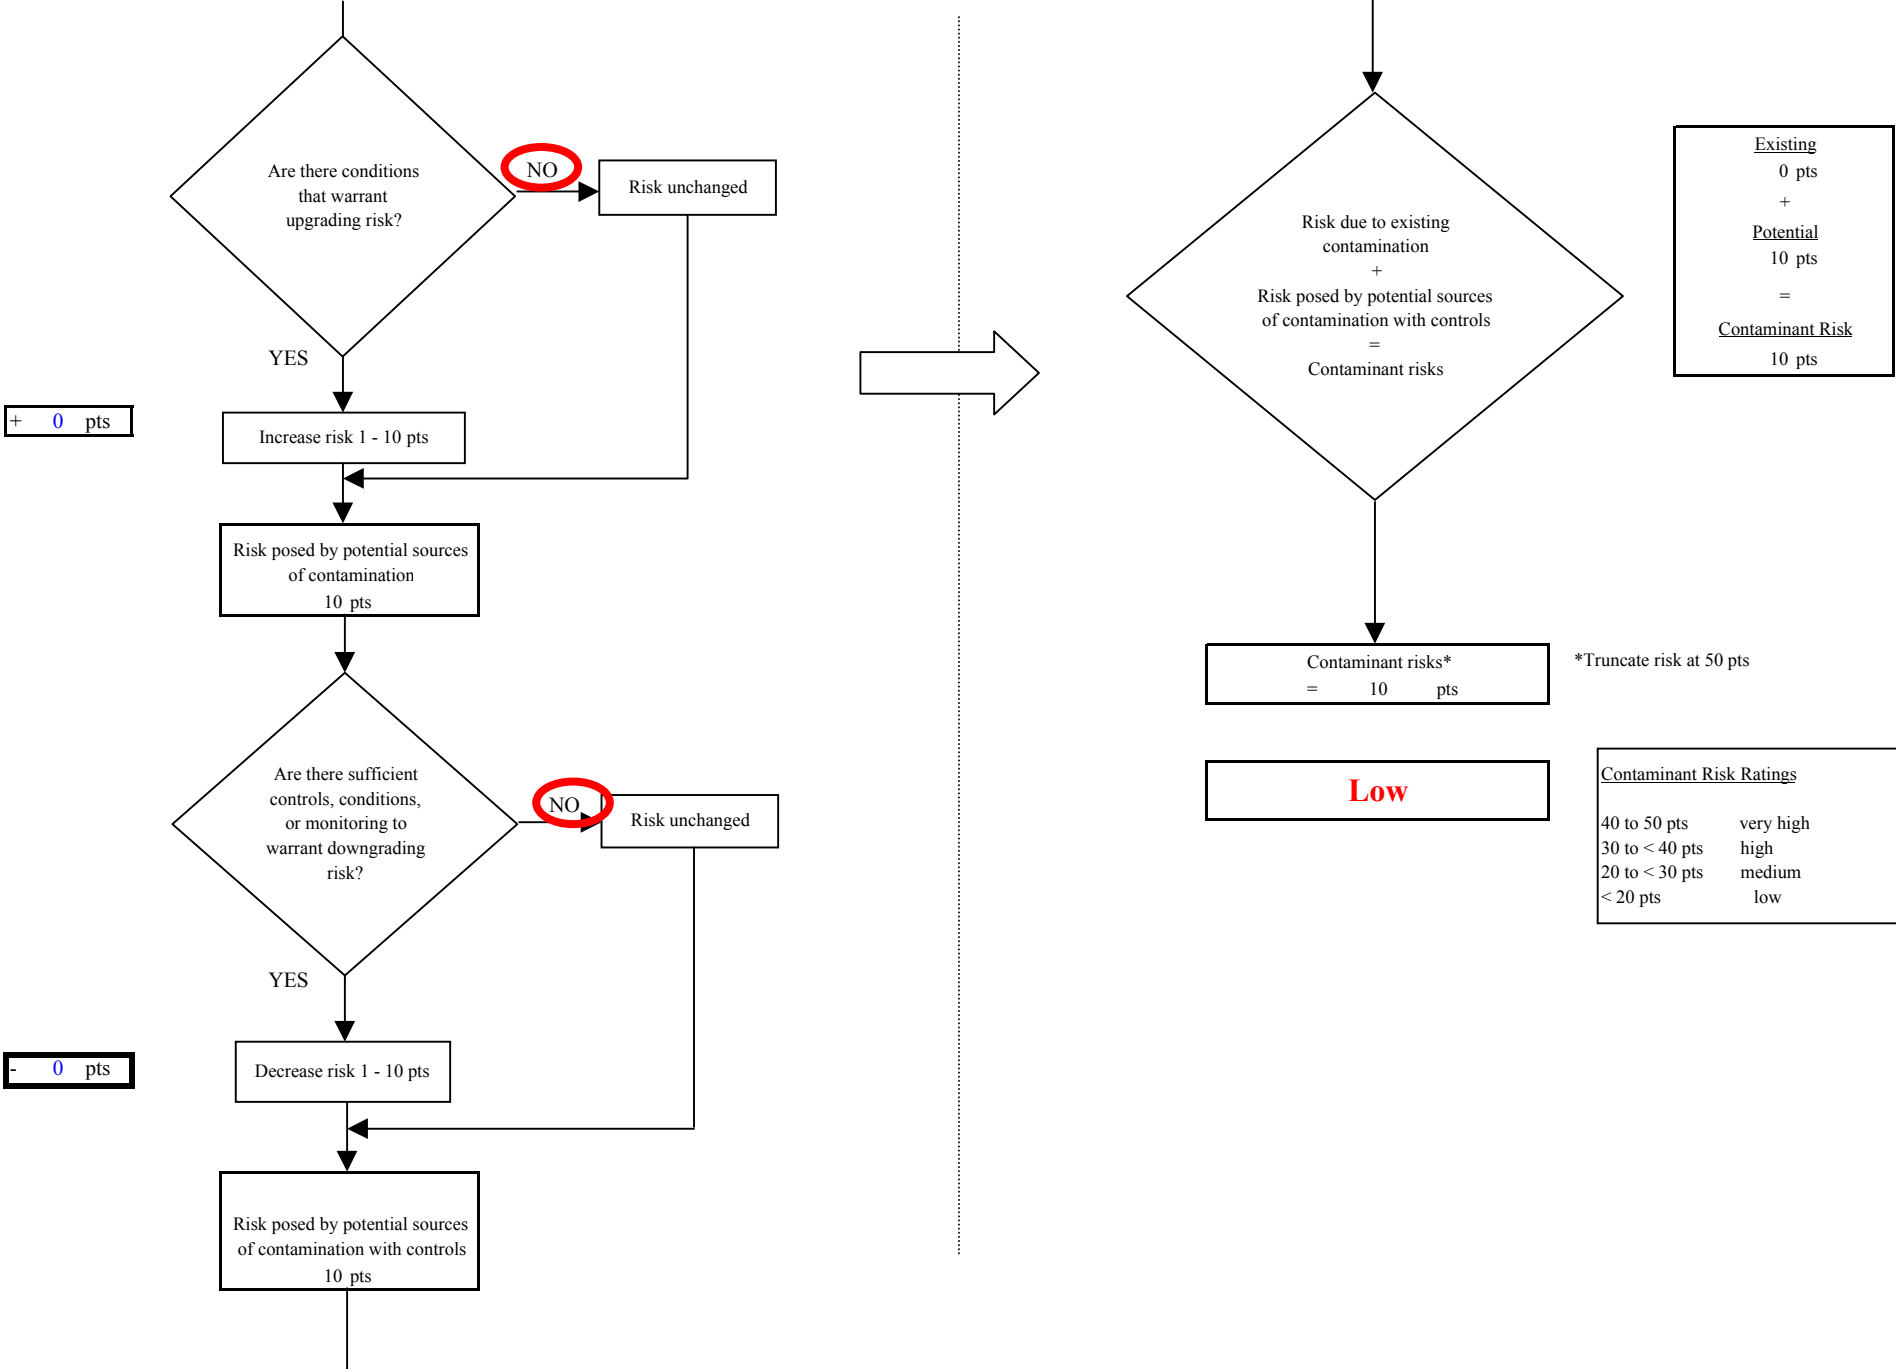 Are there conditions
that warrant
upgrading risk?
NO
Risk unchanged
YES
+ 0 pts
Increase risk 1 - 10 pts
Risk posed by potential sources
of contamination
10 pts
Are there sufficient
controls, conditions,
or monitoring to
warrant downgrading
risk?
NO
Risk unchanged
YES
- 0 pts
Decrease risk 1 - 10 pts
Risk posed by potential sources
of contamination with controls
10 pts
Risk due to existing
contamination
+
Risk posed by potential sources
of contamination with controls
=
Contaminant risks
Existing
0 pts
+
Potential
10 pts
=
Contaminant Risk
10 pts
Contaminant risks*
= 10 pts
*Truncate risk at 50 pts
Low
Contaminant Risk Ratings
40 to 50 pts very high
30 to < 40 pts high
20 to < 30 pts medium
< 20 pts low